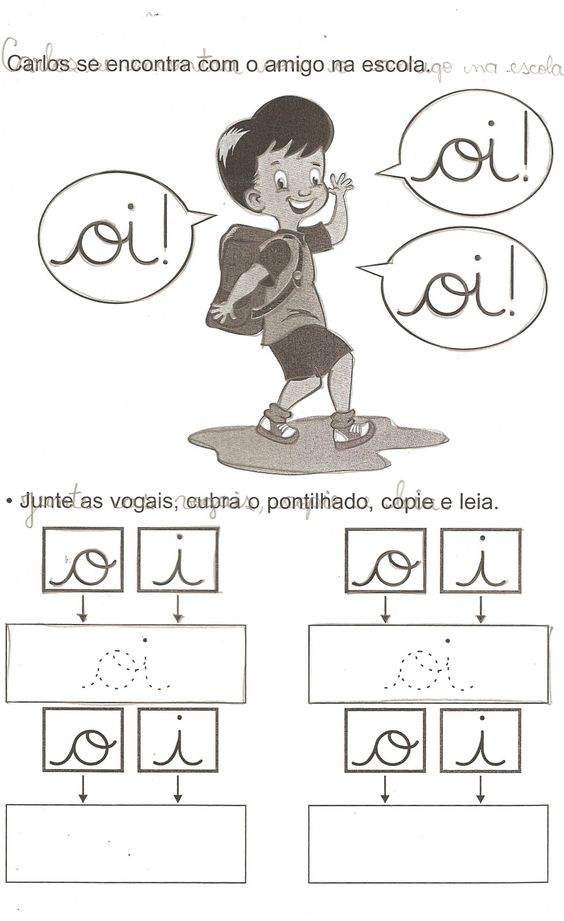 Carlos se encontra com o amigo na escola.
oi!
oi!
oi!
• Junte as vogais, cubra o pontilhado, copie e leia.
o i o i
oi oi
o i o i